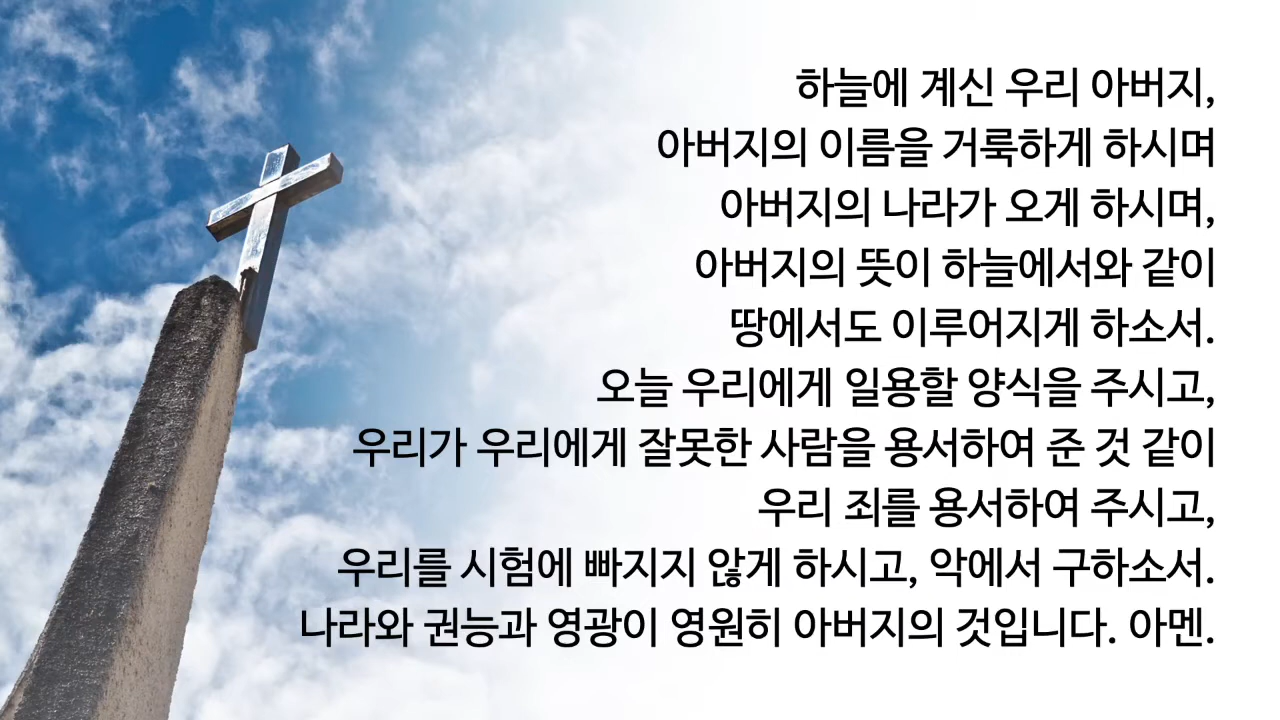 하늘에 계신 우리 아버지,
아버지의 이름을 거룩하게 하시며
아버지의 나라가 오게 하시며,
아버지의 뜻이 하늘에서와 같이
땅에서도 이루어지게 하소서.
오늘 우리에게 일용할 양식을 주시고,
우리가 우리에게 잘못한 사람을 용서하여 준 것 같이
우리 죄를 용서하여 주시고,
우리를 시험에 빠지지 않게 하시고, 악에서 구하소서.
나라와 권능과 영광이 영원히 아버지의 것입니다. 아멘.